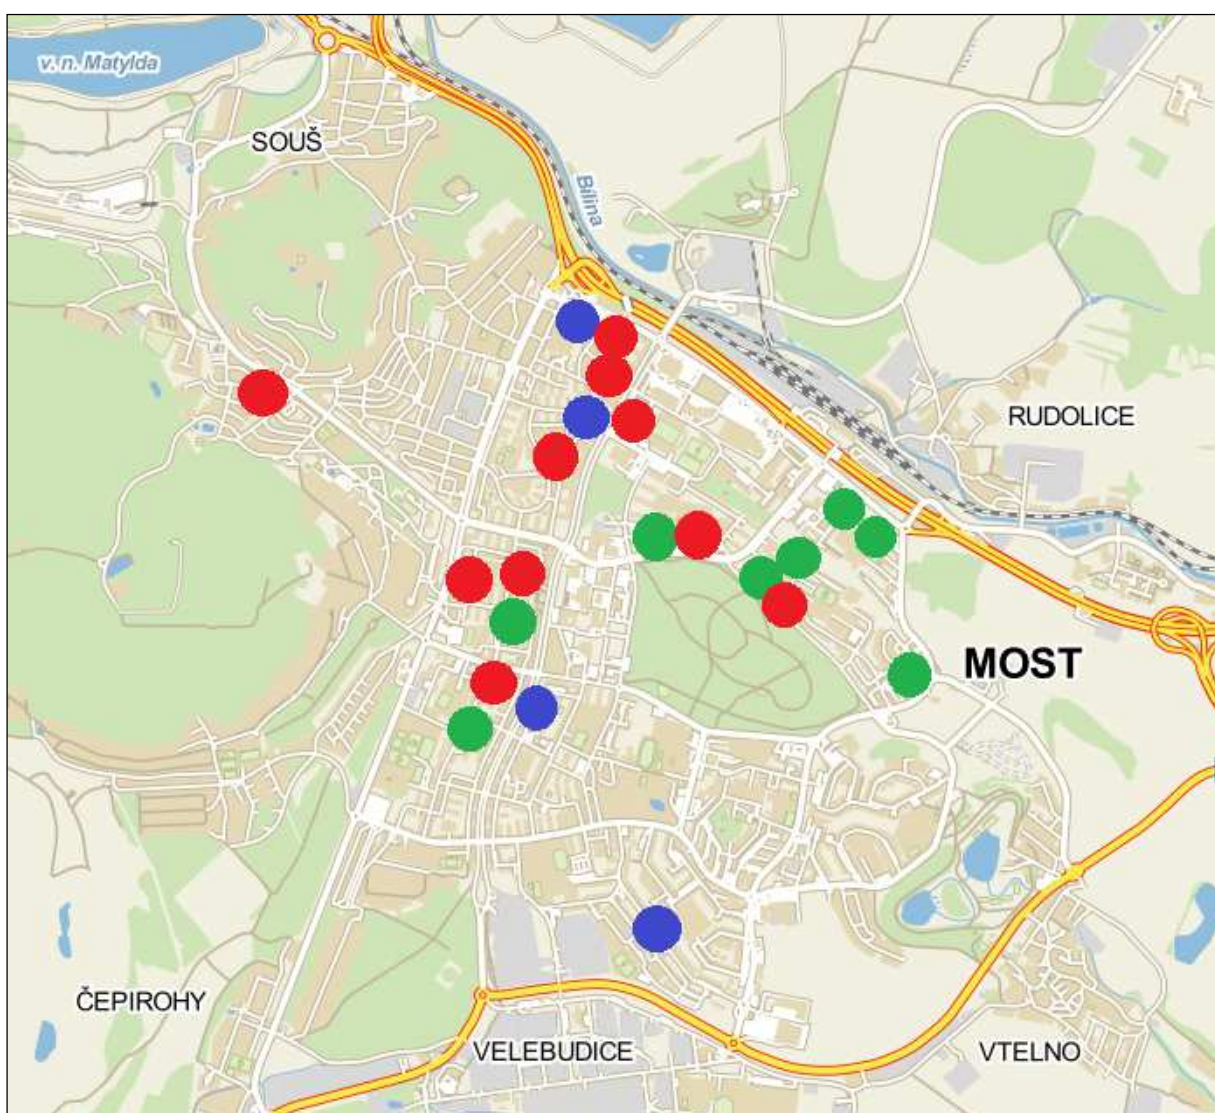 v. n. Matylda
SOUŠ
Bílina
RUDOLICE
MOST
ČEPIROHY
VELEBUDICE
VTELNO